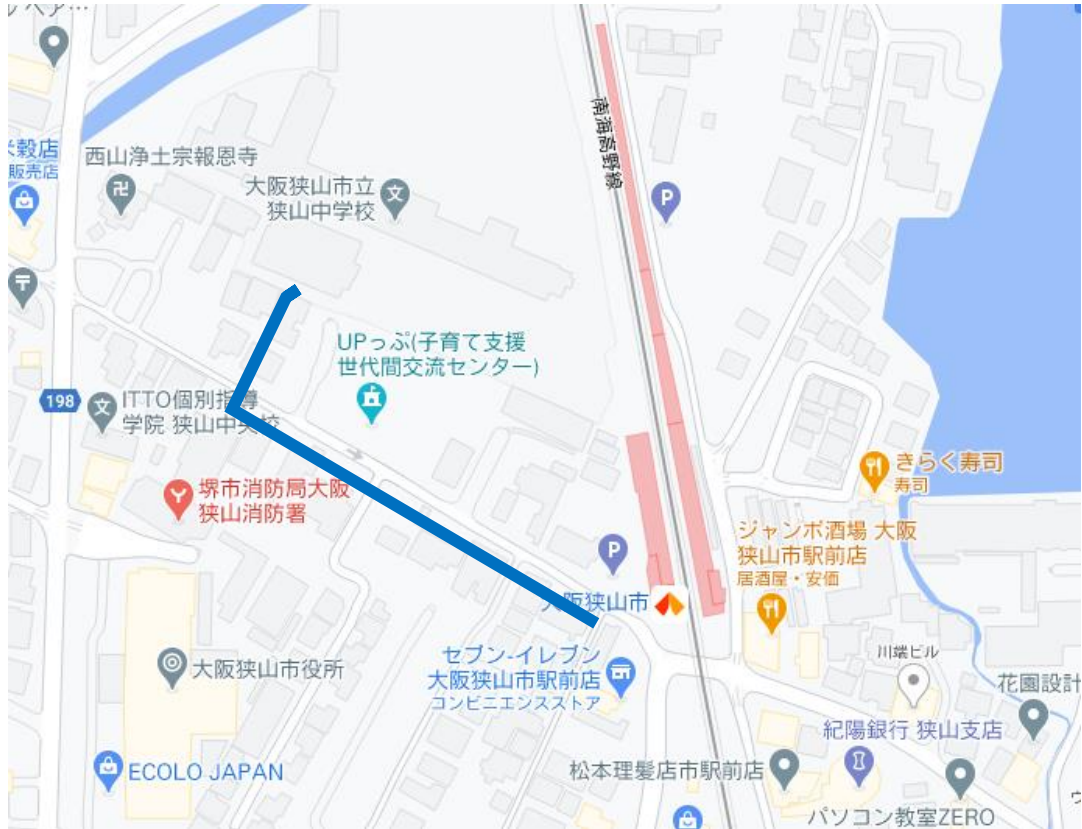 南海高野線
穀店
販売店
西山浄土宗報恩寺
大阪狭山市立
狭山中学校
P
UPっぷ(子育て支援
世代間交流センター)
198
ITTO個別指導
学院 狭山中央校
堺市消防局大阪
狭山消防署
きらく寿司
寿司
ジャンボ酒場 大阪
狭山市駅前店
居酒屋・安価
P
大阪狭山市
セブン-イレブン
大阪狭山市駅前店
コンビニエンスストア
大阪狭山市役所
川端ビル
花園設計
紀陽銀行 狭山支店
ECOLO JAPAN
松本理髪店市駅前店
パソコン教室ZERO